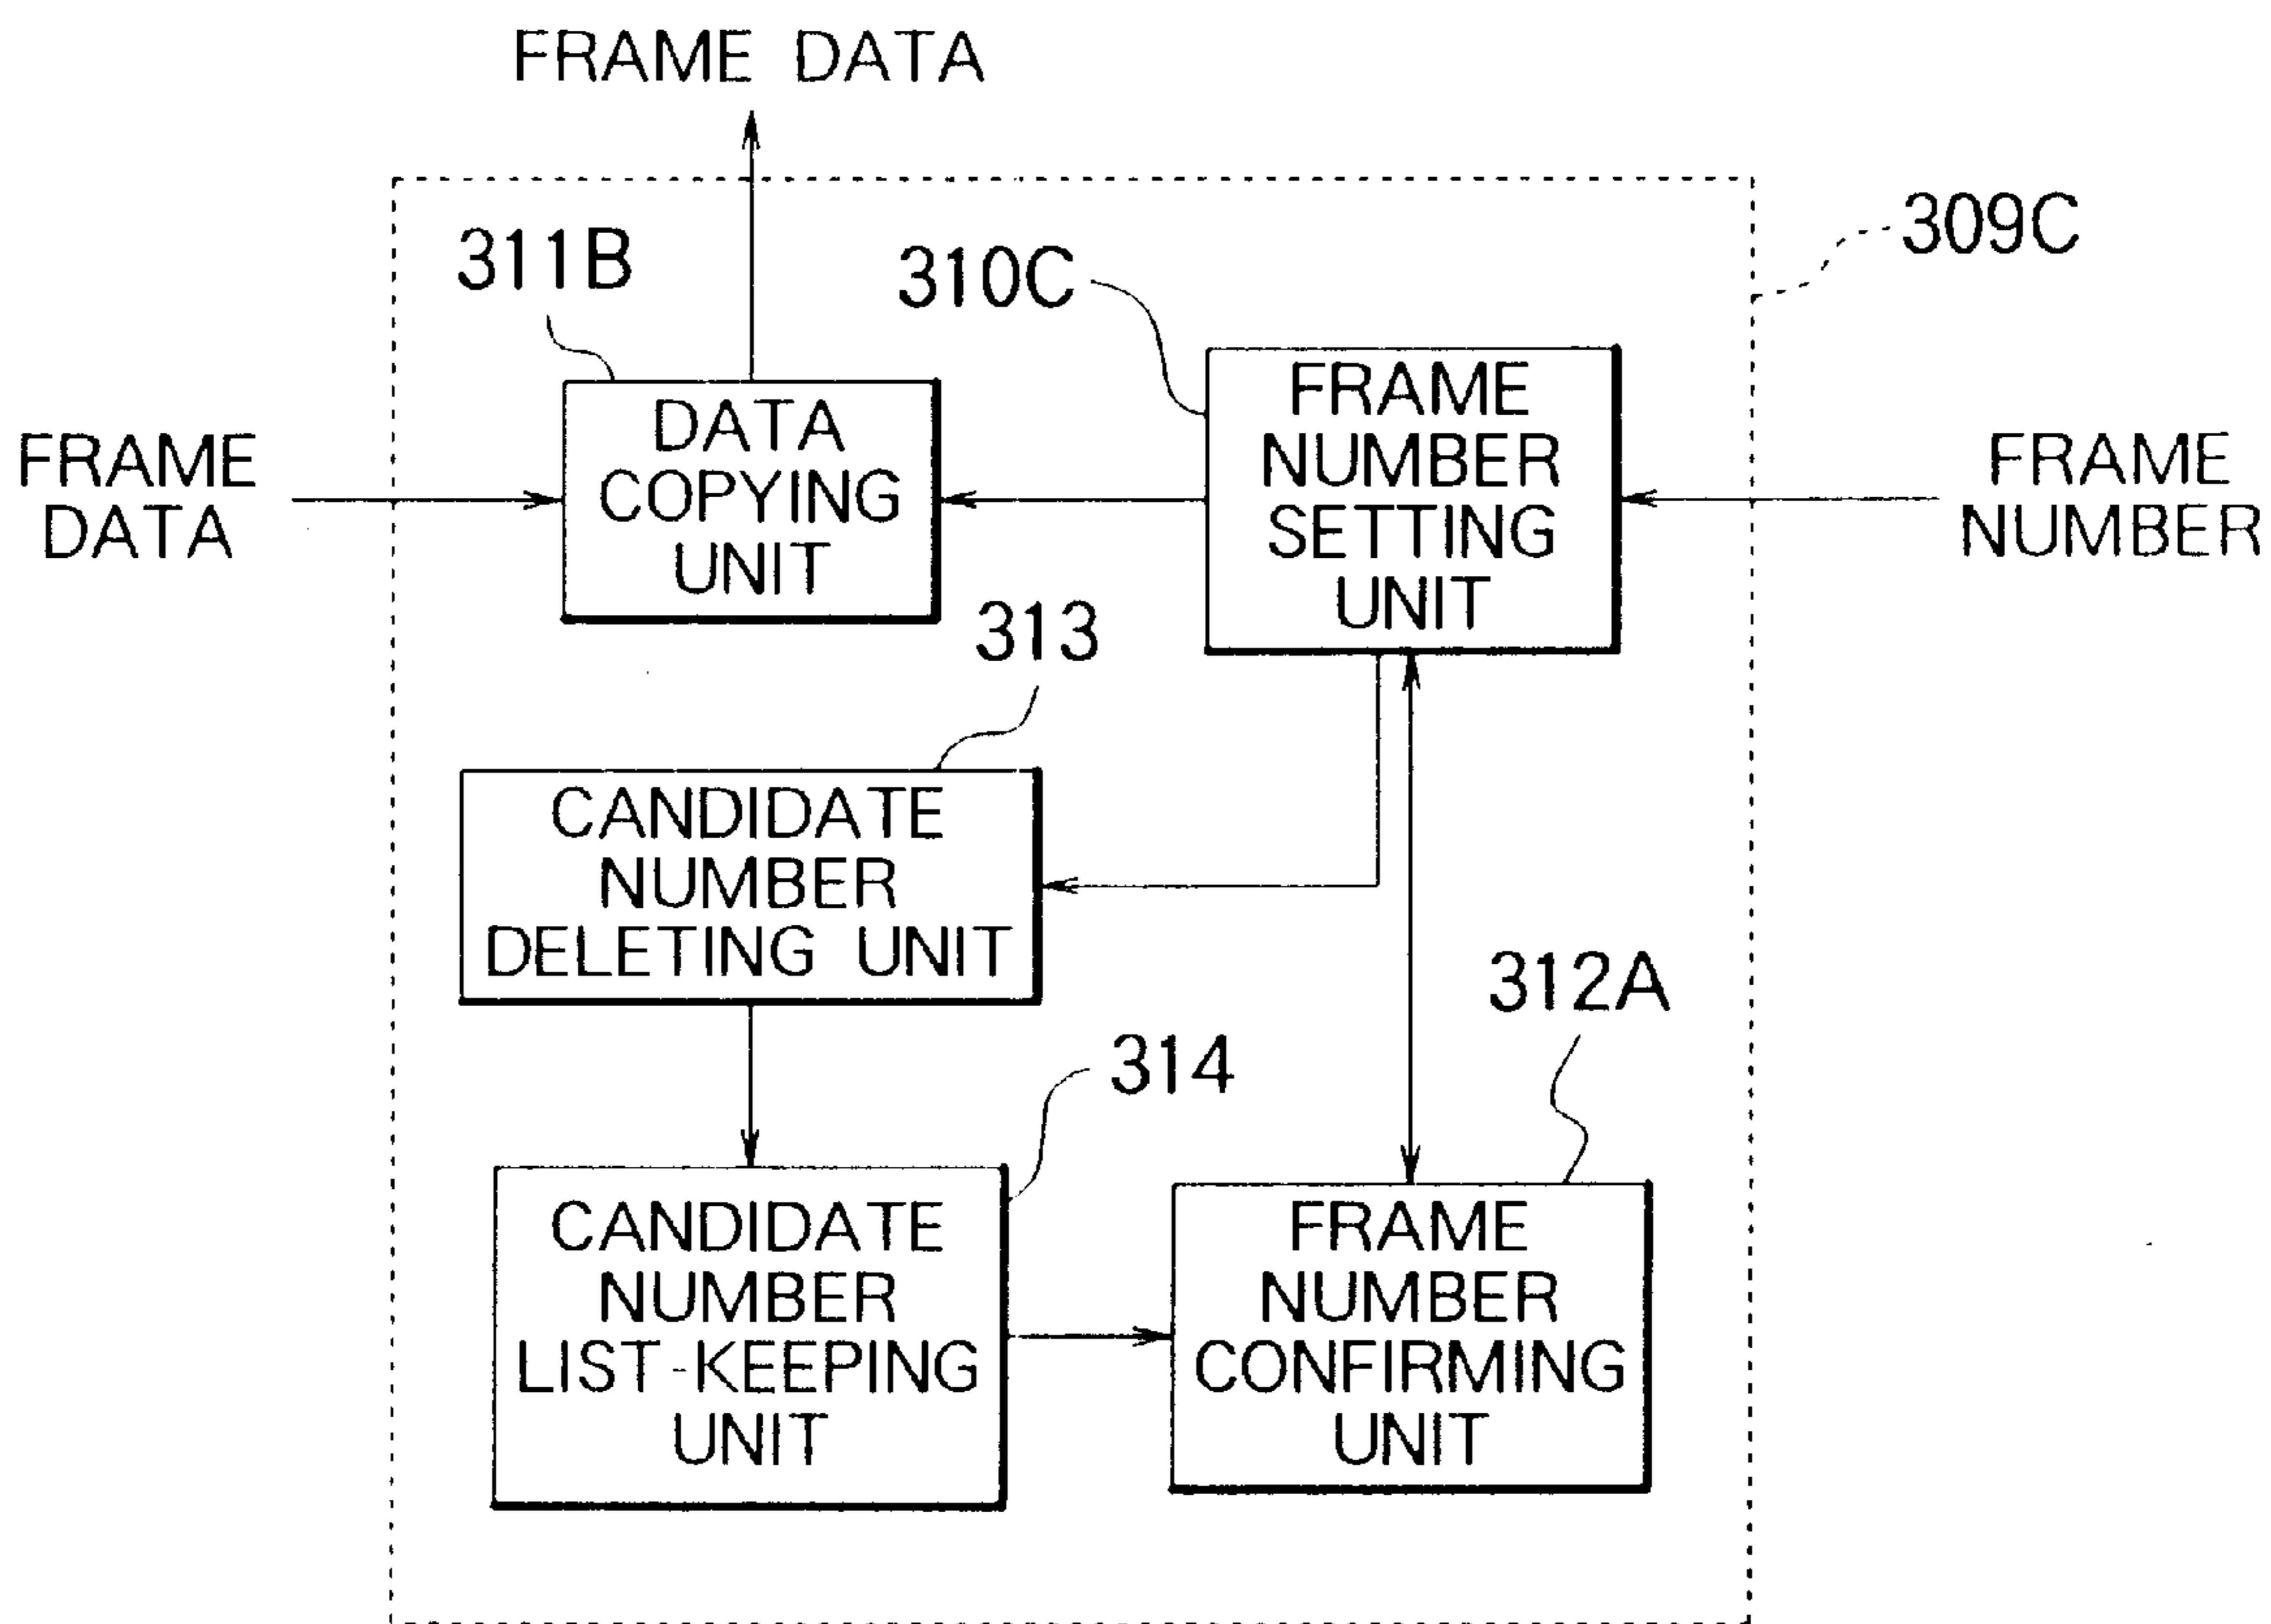 FRAME DATA
309C
311B
310C
FRAME
DATA
DATA
COPYING
UNIT
FRAME
NUMBER
SETTING
UNIT
FRAME
NUMBER
313
CANDIDATE
NUMBER
DELETING UNIT
312A
314
CANDIDATE
NUMBER
LIST-KEEPING
UNIT
FRAME
NUMBER
CONFIRMING
UNIT